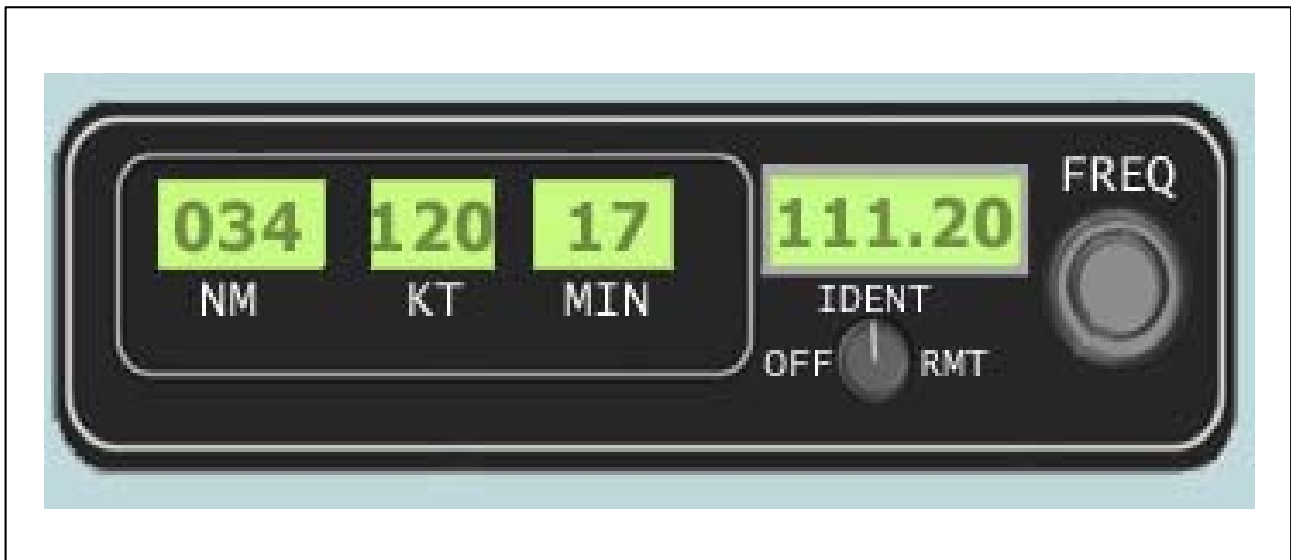 034 120 17 111.20 FREQ
NM KT MIN IDENT
OFF RMT